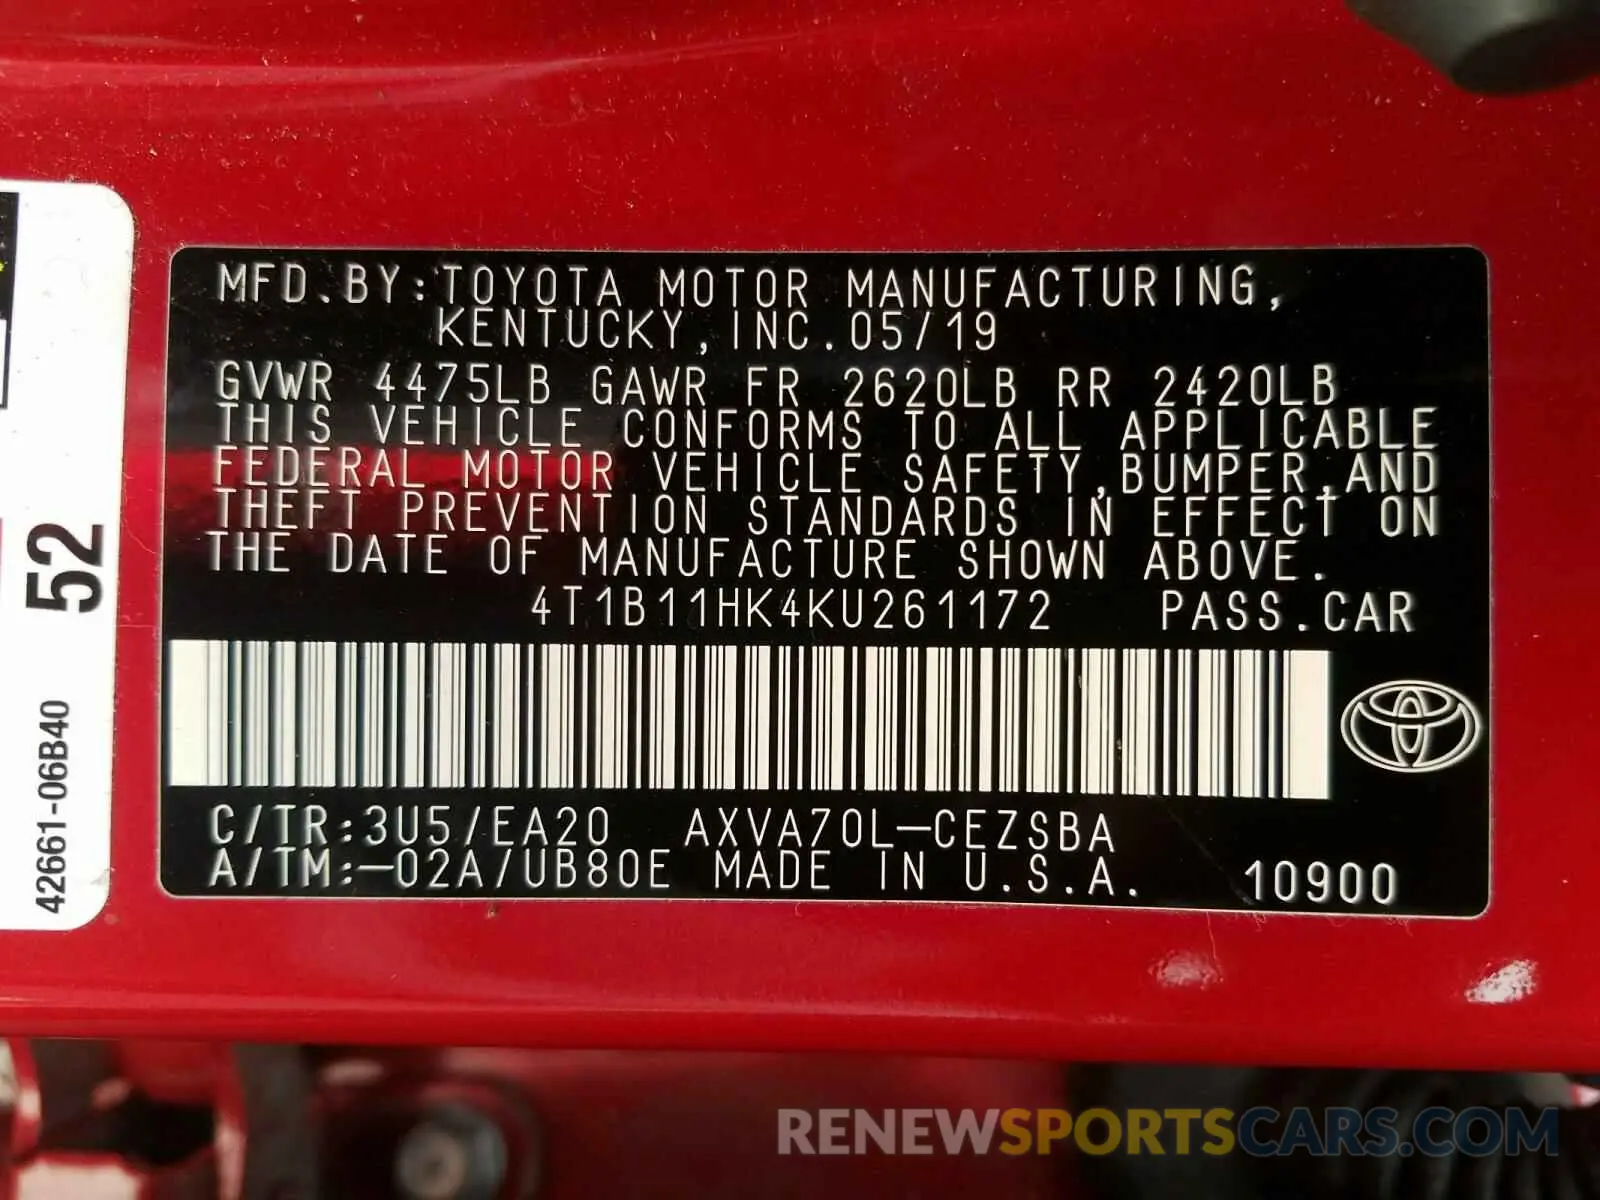 MFD.BY:TOYOTA MOTOR MANUFACTURING,
KENTUCKY,INC.05/19
GVWR 4475LB GAWR FR 2620LB RR 2420LB
THIS VEHICLE CONFORMS TO ALL APPLICABLE
FEDERAL MOTOR VEHICLE SAFETY,BUMPER,AND
THEFT PREVENTION STANDARDS IN EFFECT ON
THE DATE OF MANUFACTURE SHOWN ABOVE.
4T1B11HK4KU261172 PASS.CAR
C/TR:3U5/EA20 AXVA70L-CEZSBA
A/TM:-02A/UB80E MADE IN U.S.A. 10900
52
42661-06B40
RENEWSPORTSCARS.COM